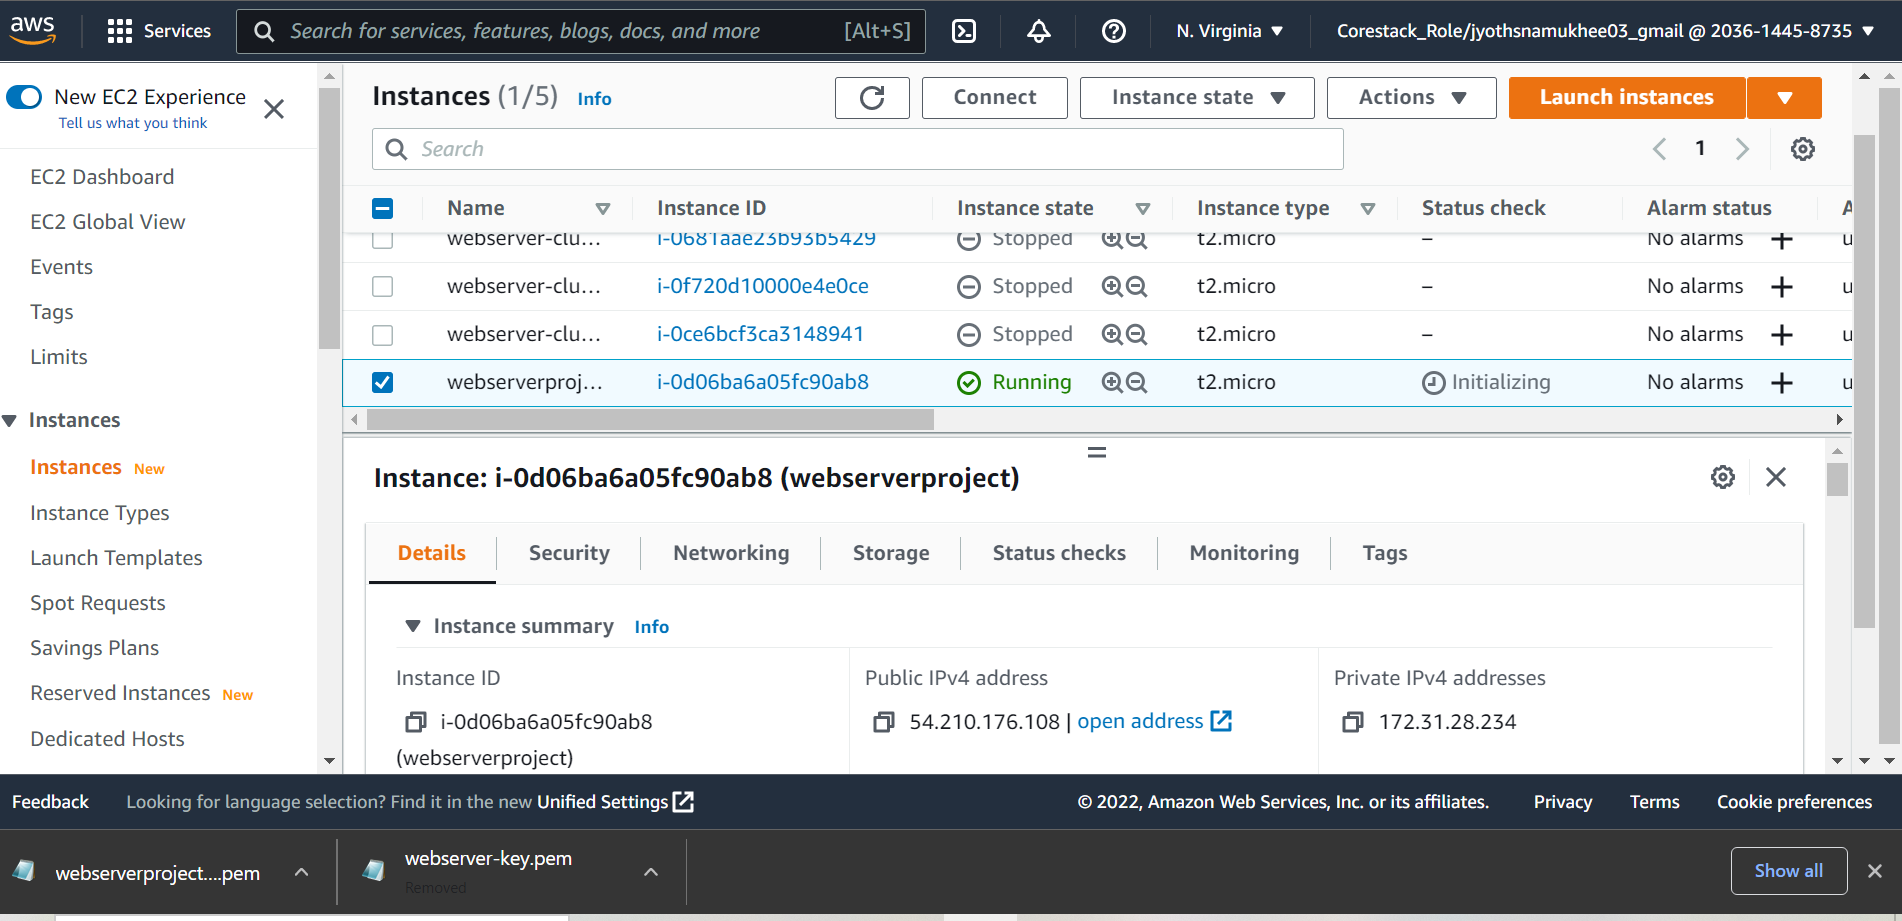 aws
Services
Search for services, features, blogs, docs, and more [Alt+S]
N. Virginia
Corestack_Role/jyothsnamukhee03_gmail @ 2036-1445-8735
New EC2 Experience
Tell us what you think
EC2 Dashboard
EC2 Global View
Events
Tags
Limits
Instances
Instances New
Instance Types
Launch Templates
Spot Requests
Savings Plans
Reserved Instances New
Dedicated Hosts
Instances (1/5) Info
Connect
Instance state
Actions
Launch instances
Search
1
Name Instance ID Instance state Instance type Status check Alarm status A
webserver-clu... i-0681aae23b93b5429 Stopped t2.micro – No alarms + u
webserver-clu... i-0f720d10000e4e0ce Stopped t2.micro – No alarms + u
webserver-clu... i-0ce6bcf3ca3148941 Stopped t2.micro – No alarms + u
webserverproj... i-0d06ba6a05fc90ab8 Running t2.micro Initializing No alarms + u
Instance: i-0d06ba6a05fc90ab8 (webserverproject)
Details Security Networking Storage Status checks Monitoring Tags
Instance summary Info
Instance ID
i-0d06ba6a05fc90ab8
(webserverproject)
Public IPv4 address
54.210.176.108 | open address
Private IPv4 addresses
172.31.28.234
Feedback
Looking for language selection? Find it in the new Unified Settings
© 2022, Amazon Web Services, Inc. or its affiliates.
Privacy
Terms
Cookie preferences
webserverproject....pem
webserver-key.pem
Removed
Show all